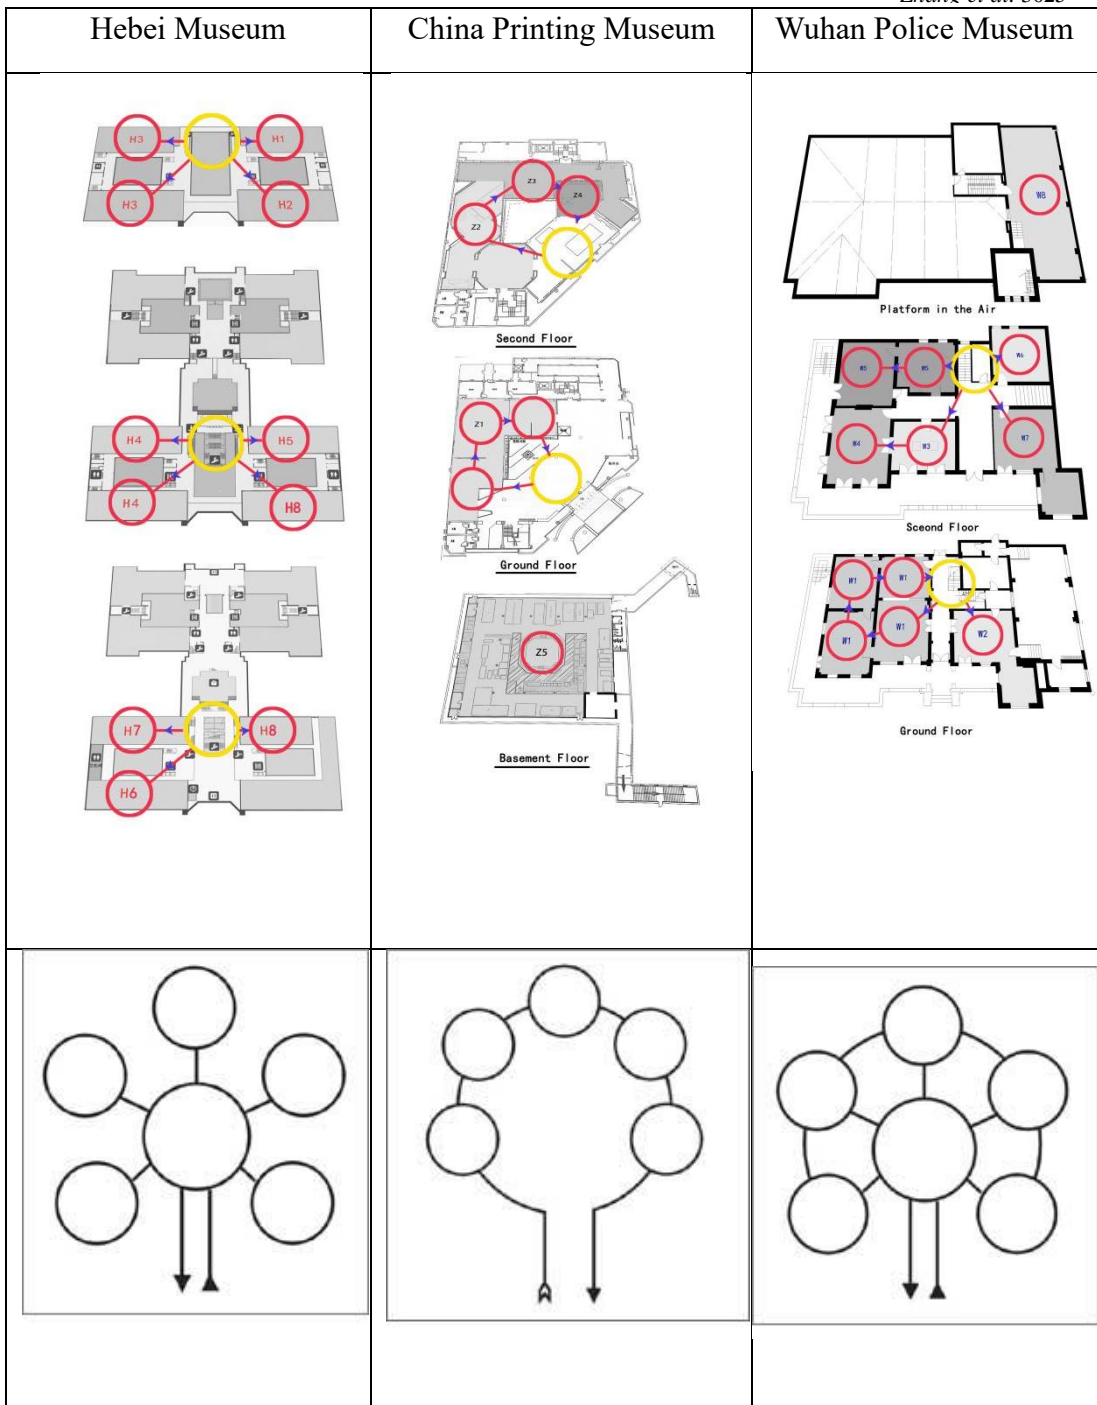 Hebei Museum
China Printing Museum
Wuhan Police Museum
H3
H1
H3
H2
H4
H5
H4
H8
H7
H8
H6
Z3
Z4
Z2
Second Floor
Z1
Ground Floor
Z5
Basement Floor
W8
Platform in the Air
W5
W5
W6
W4
W3
W7
Sceond Floor
W1
W1
W1
W1
W2
Ground Floor